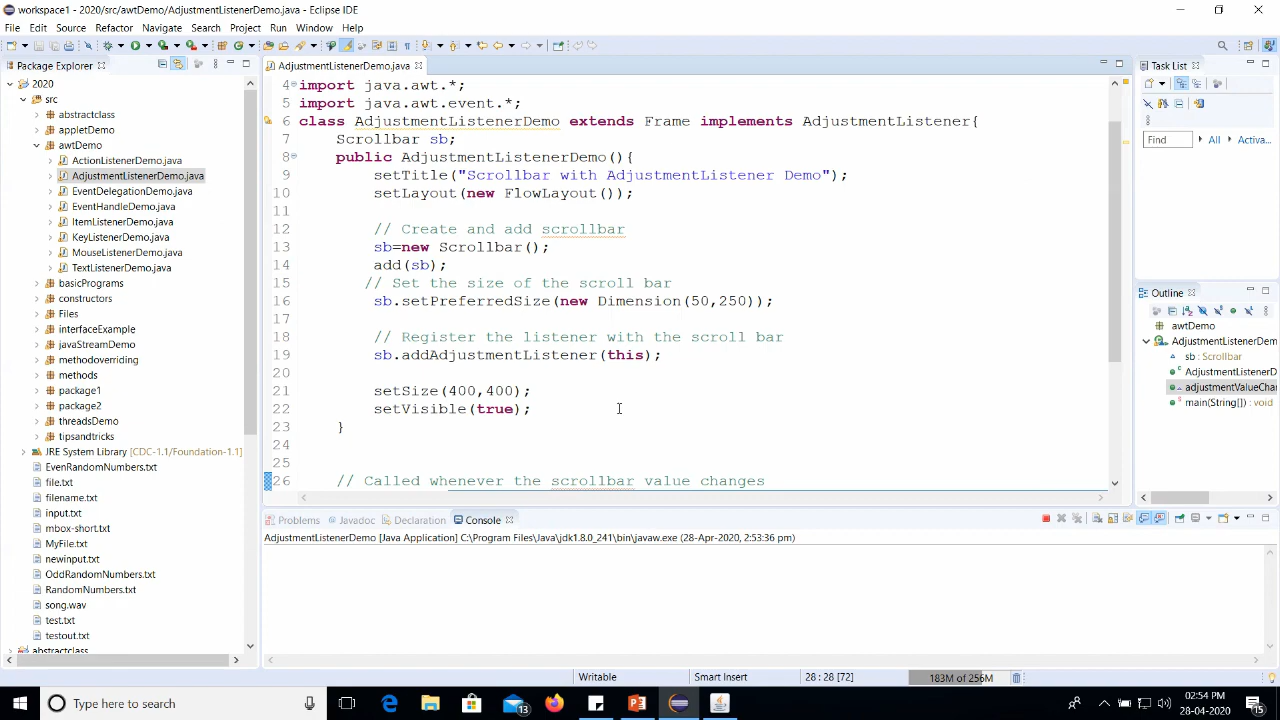 workspace1 - 2020/src/awtDemo/AdjustmentListenerDemo.java - Eclipse IDE
File Edit Source Refactor Navigate Search Project Run Window Help
Package Explorer
2020
src
abstractclass
appletDemo
awtDemo
ActionListenerDemo.java
AdjustmentListenerDemo.java
EventDelegationDemo.java
EventHandleDemo.java
ItemListenerDemo.java
KeyListenerDemo.java
MouseListenerDemo.java
TextListenerDemo.java
basicPrograms
constructors
Files
interfaceExample
javaStreamDemo
methodoverriding
methods
package1
package2
threadsDemo
tipsandtricks
JRE System Library [CDC-1.1/Foundation-1.1]
EvenRandomNumbers.txt
file.txt
filename.txt
input.txt
mbox-short.txt
MyFile.txt
newinput.txt
OddRandomNumbers.txt
RandomNumbers.txt
song.wav
test.txt
testout.txt
abstractclass
AdjustmentListenerDemo.java
4 import java.awt.*;
5 import java.awt.event.*;
6 class AdjustmentListenerDemo extends Frame implements AdjustmentListener{
7 Scrollbar sb;
8 public AdjustmentListenerDemo(){
9 setTitle("Scrollbar with AdjustmentListener Demo");
10 setLayout(new FlowLayout());
11
12 // Create and add scrollbar
13 sb=new Scrollbar();
14 add(sb);
15 // Set the size of the scroll bar
16 sb.setPreferredSize(new Dimension(50,250));
17
18 // Register the listener with the scroll bar
19 sb.addAdjustmentListener(this);
20
21 setSize(400,400);
22 setVisible(true);
23 }
24
25
26 // Called whenever the scrollbar value changes
Task List
Find All Activa...
Outline
awtDemo
AdjustmentListenerDem
sb : Scrollbar
AdjustmentListenerD
adjustmentValueChan
main(String[]) : void
Problems Javadoc Declaration Console
AdjustmentListenerDemo [Java Application] C:\Program Files\Java\jdk1.8.0_241\bin\javaw.exe (28-Apr-2020, 2:53:36 pm)
Writable Smart Insert 28 : 28 [72] 183M of 256M
Type here to search
13
02:54 PM
28-04-2020
15